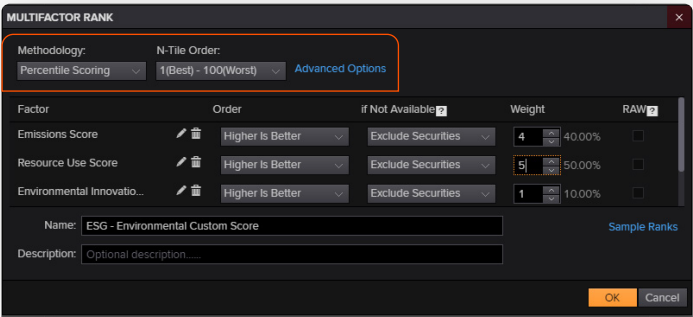 MULTIFACTOR RANK
Methodology: N-Tile Order:
Percentile Scoring 1(Best) - 100(Worst) Advanced Options
Factor Order if Not Available ? Weight RAW ?
Emissions Score Higher Is Better Exclude Securities 4 40.00%
Resource Use Score Higher Is Better Exclude Securities 5 50.00%
Environmental Innovatio... Higher Is Better Exclude Securities 1 10.00%
Name: ESG - Environmental Custom Score Sample Ranks
Description: Optional description......
OK Cancel